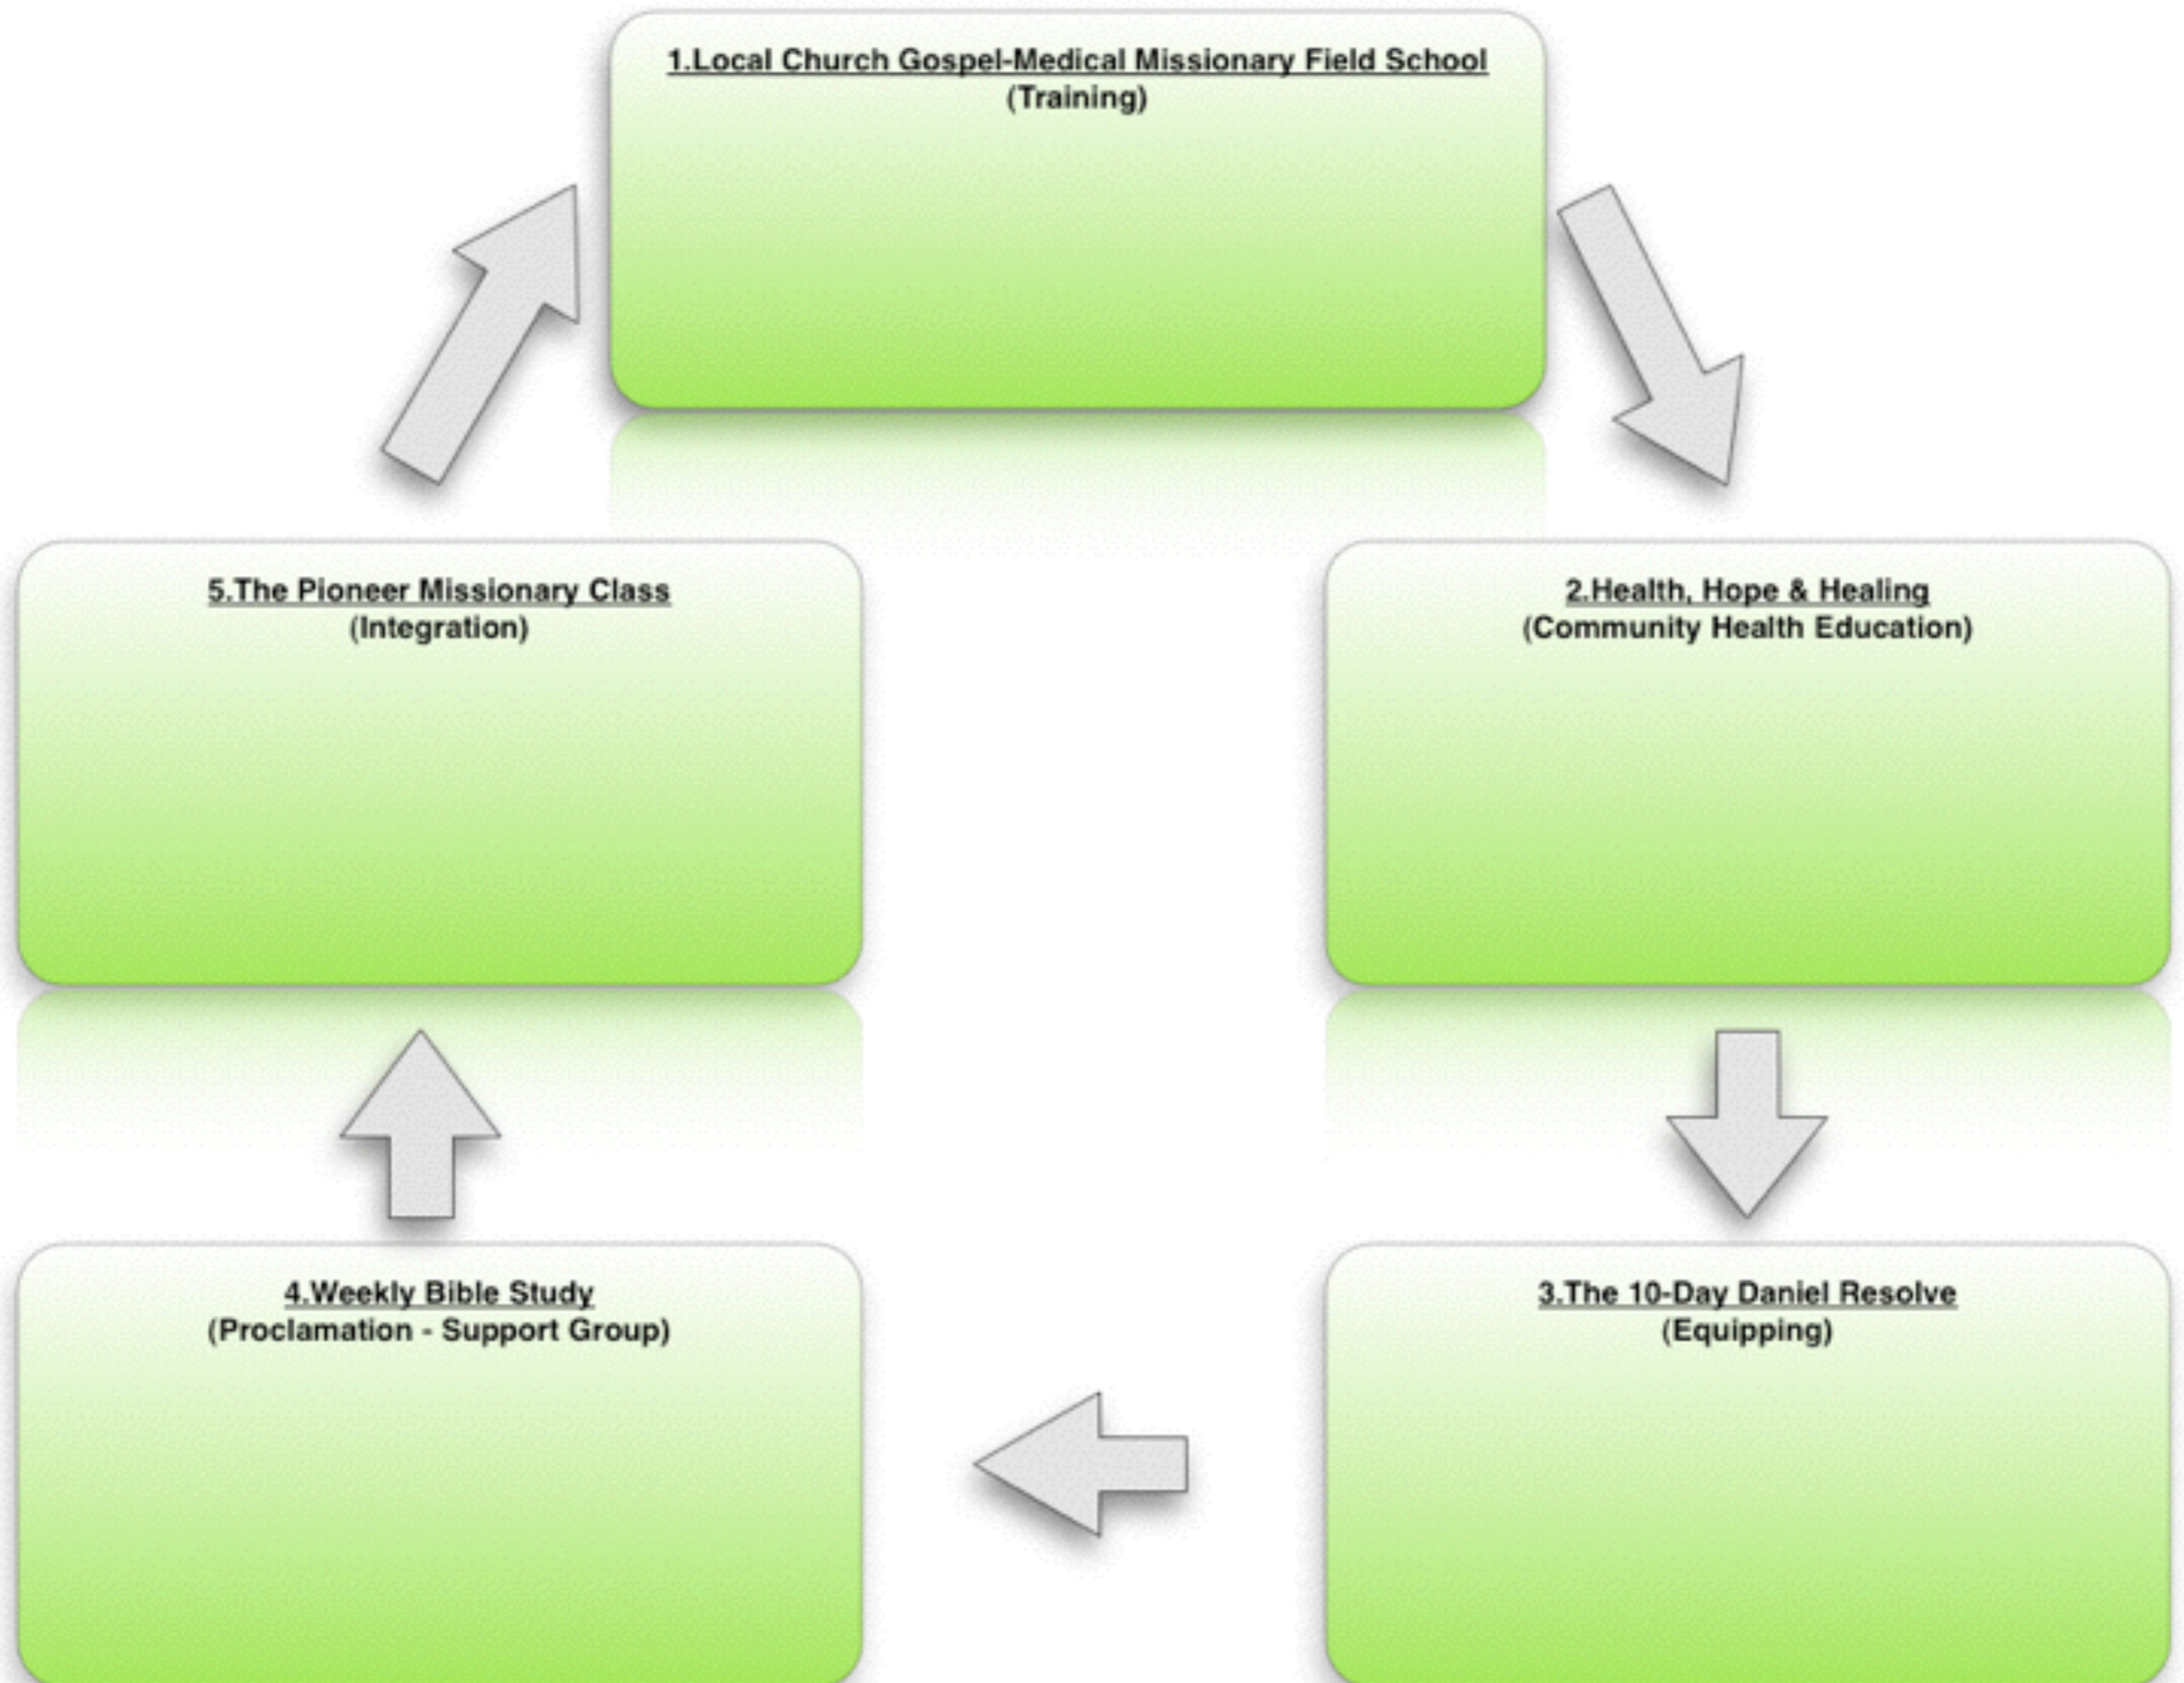 1.Local Church Gospel-Medical Missionary Field School
(Training)
2.Health, Hope & Healing
(Community Health Education)
3.The 10-Day Daniel Resolve
(Equipping)
4.Weekly Bible Study
(Proclamation - Support Group)
5.The Pioneer Missionary Class
(Integration)